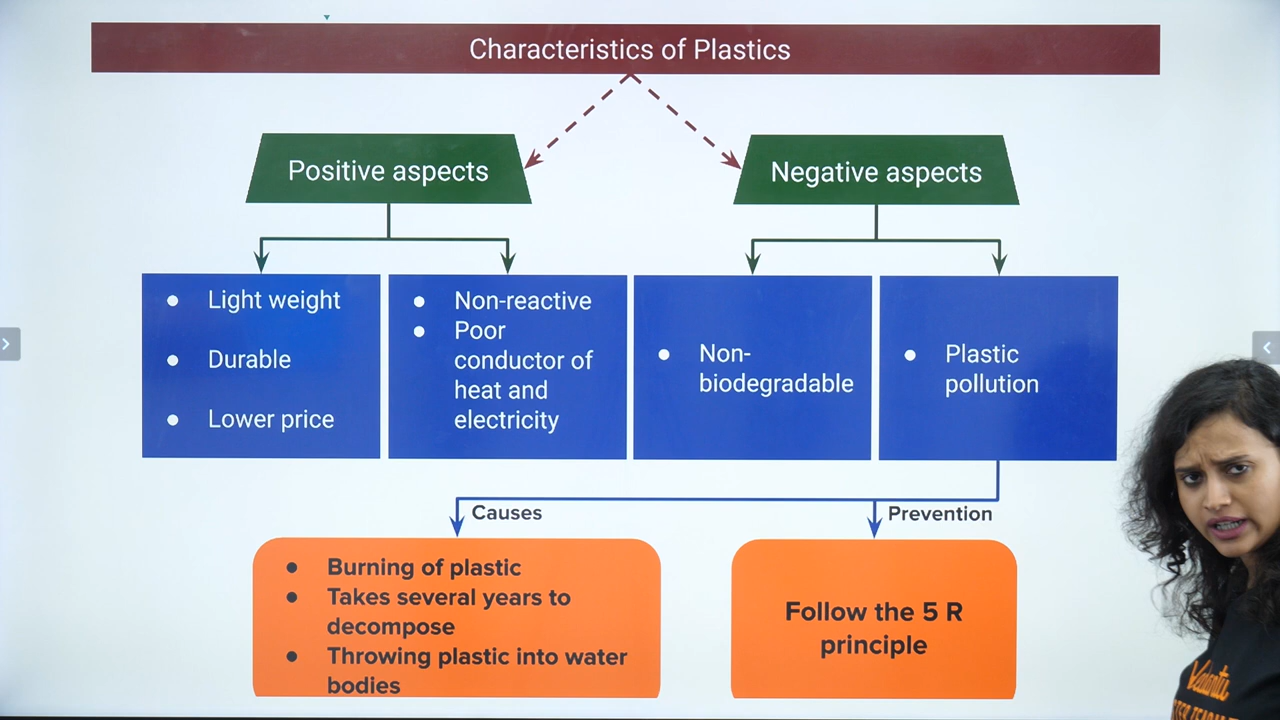 Characteristics of Plastics
Positive aspects
Negative aspects
● Light weight
● Durable
● Lower price
● Non-reactive
● Poor
conductor of
heat and
electricity
● Non-
biodegradable
● Plastic
pollution
Causes
Prevention
● Burning of plastic
● Takes several years to
decompose
● Throwing plastic into water
bodies
Follow the 5 R
principle
Vedantu